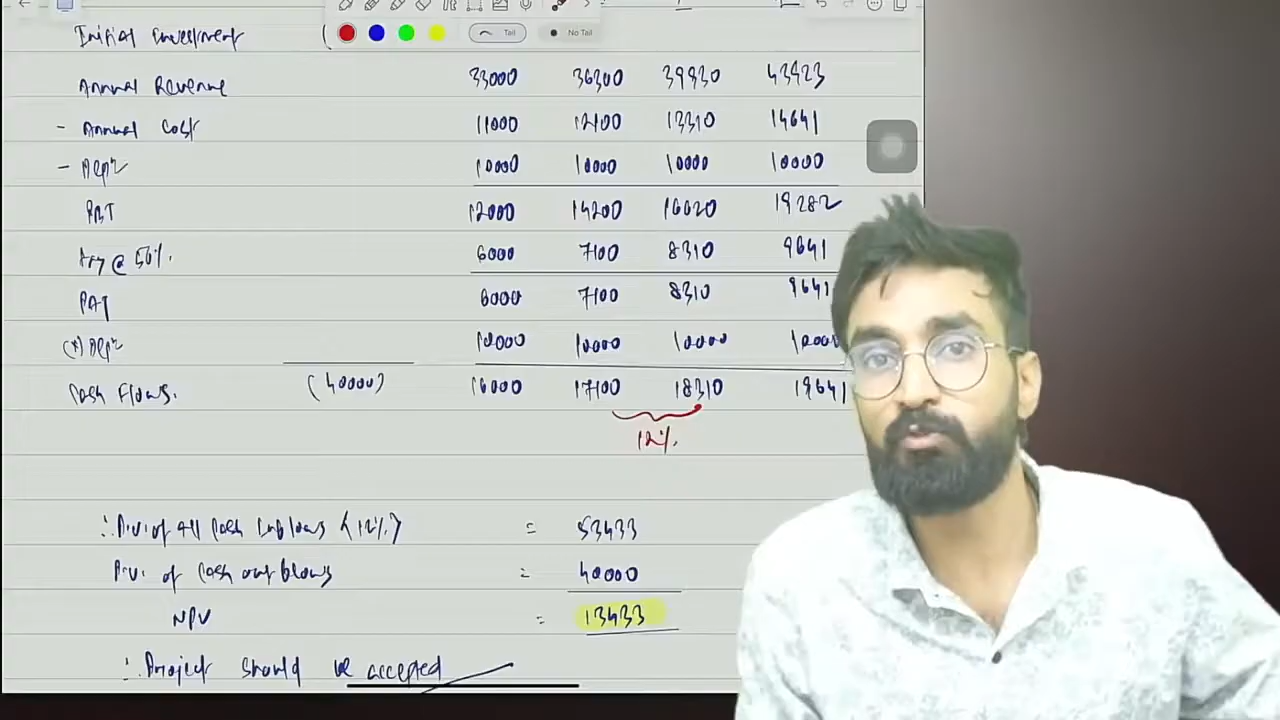 Tail
No Tail
Initial investment (
Annual Revenue 33000 36300 39930 43923
- Annual Cost 11000 12100 13310 14641
- Depn 10000 10000 10000 10000
PBT 12000 14200 16620 19282
Tax @ 50%. 6000 7100 8310 9641
PAT 6000 7100 8310 9641
(+) Depn 10000 10000 10000 10000
Cash Flows. (40000) 16000 17100 18310 19641
12%.
∴ P.V. of all Cash Inflows (12%) = 53433
P.V. of Cash outflows = 40000
NPV = 13433
∴ Project should be accepted